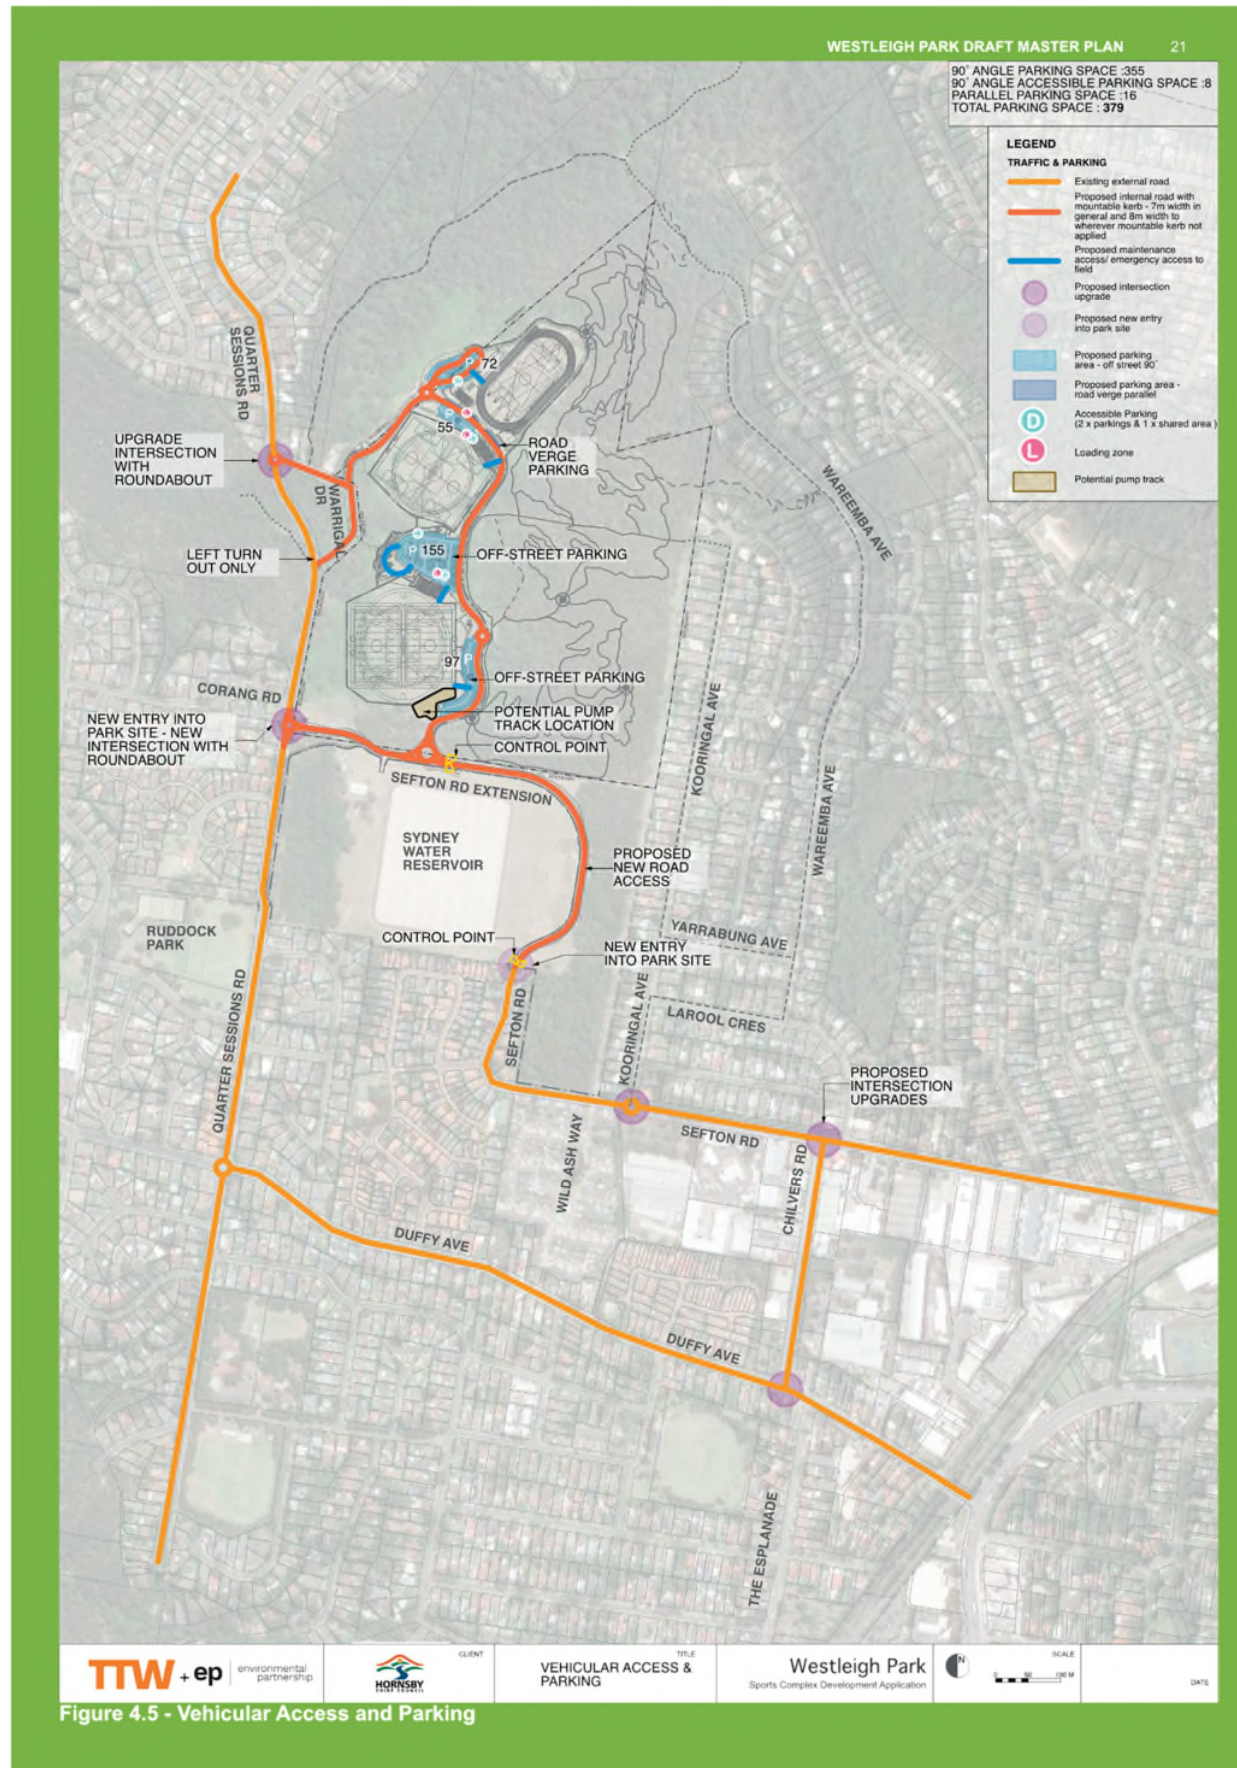 WESTLEIGH PARK DRAFT MASTER PLAN 21
90° ANGLE PARKING SPACE :355
90° ANGLE ACCESSIBLE PARKING SPACE :8
PARALLEL PARKING SPACE :16
TOTAL PARKING SPACE : 379
LEGEND
TRAFFIC & PARKING
Existing external road
Proposed internal road with
mountable kerb - 7m width in
general and 8m width to
wherever mountable kerb not
applied
Proposed maintenance
access/ emergency access to
field
Proposed intersection
upgrade
Proposed new entry
into park site
Proposed parking
area - off street 90°
Proposed parking area -
road verge parallel
D
Accessible Parking
(2 x parkings & 1 x shared area )
L
Loading zone
Potential pump track
QUARTER
SESSIONS RD
P
72
P
55
L
L
ROAD
VERGE
PARKING
UPGRADE
INTERSECTION
WITH
ROUNDABOUT
WARRIGAL
DR
WAREEMBA AVE
LEFT TURN
OUT ONLY
P 155
OFF-STREET PARKING
97
P
OFF-STREET PARKING
CORANG RD
POTENTIAL PUMP
TRACK LOCATION
NEW ENTRY INTO
PARK SITE - NEW
INTERSECTION WITH
ROUNDABOUT
CONTROL POINT
KOORINGAL AVE
WAREEMBA AVE
SEFTON RD EXTENSION
SYDNEY
WATER
RESERVOIR
PROPOSED
NEW ROAD
ACCESS
RUDDOCK
PARK
CONTROL POINT
NEW ENTRY
INTO PARK SITE
YARRABUNG AVE
SEFTON RD
KOORINGAL AVE
LAROOL CRES
QUARTER SESSIONS RD
PROPOSED
INTERSECTION
UPGRADES
SEFTON RD
WILD ASH WAY
CHILVERS RD
DUFFY AVE
DUFFY AVE
THE ESPLANADE
TTW + ep environmental
partnership
HORNSBY
SHIRE COUNCIL
CLIENT
TITLE
VEHICULAR ACCESS &
PARKING
Westleigh Park
Sports Complex Development Application
N
SCALE
0 50 100 M
DATE
Figure 4.5 - Vehicular Access and Parking